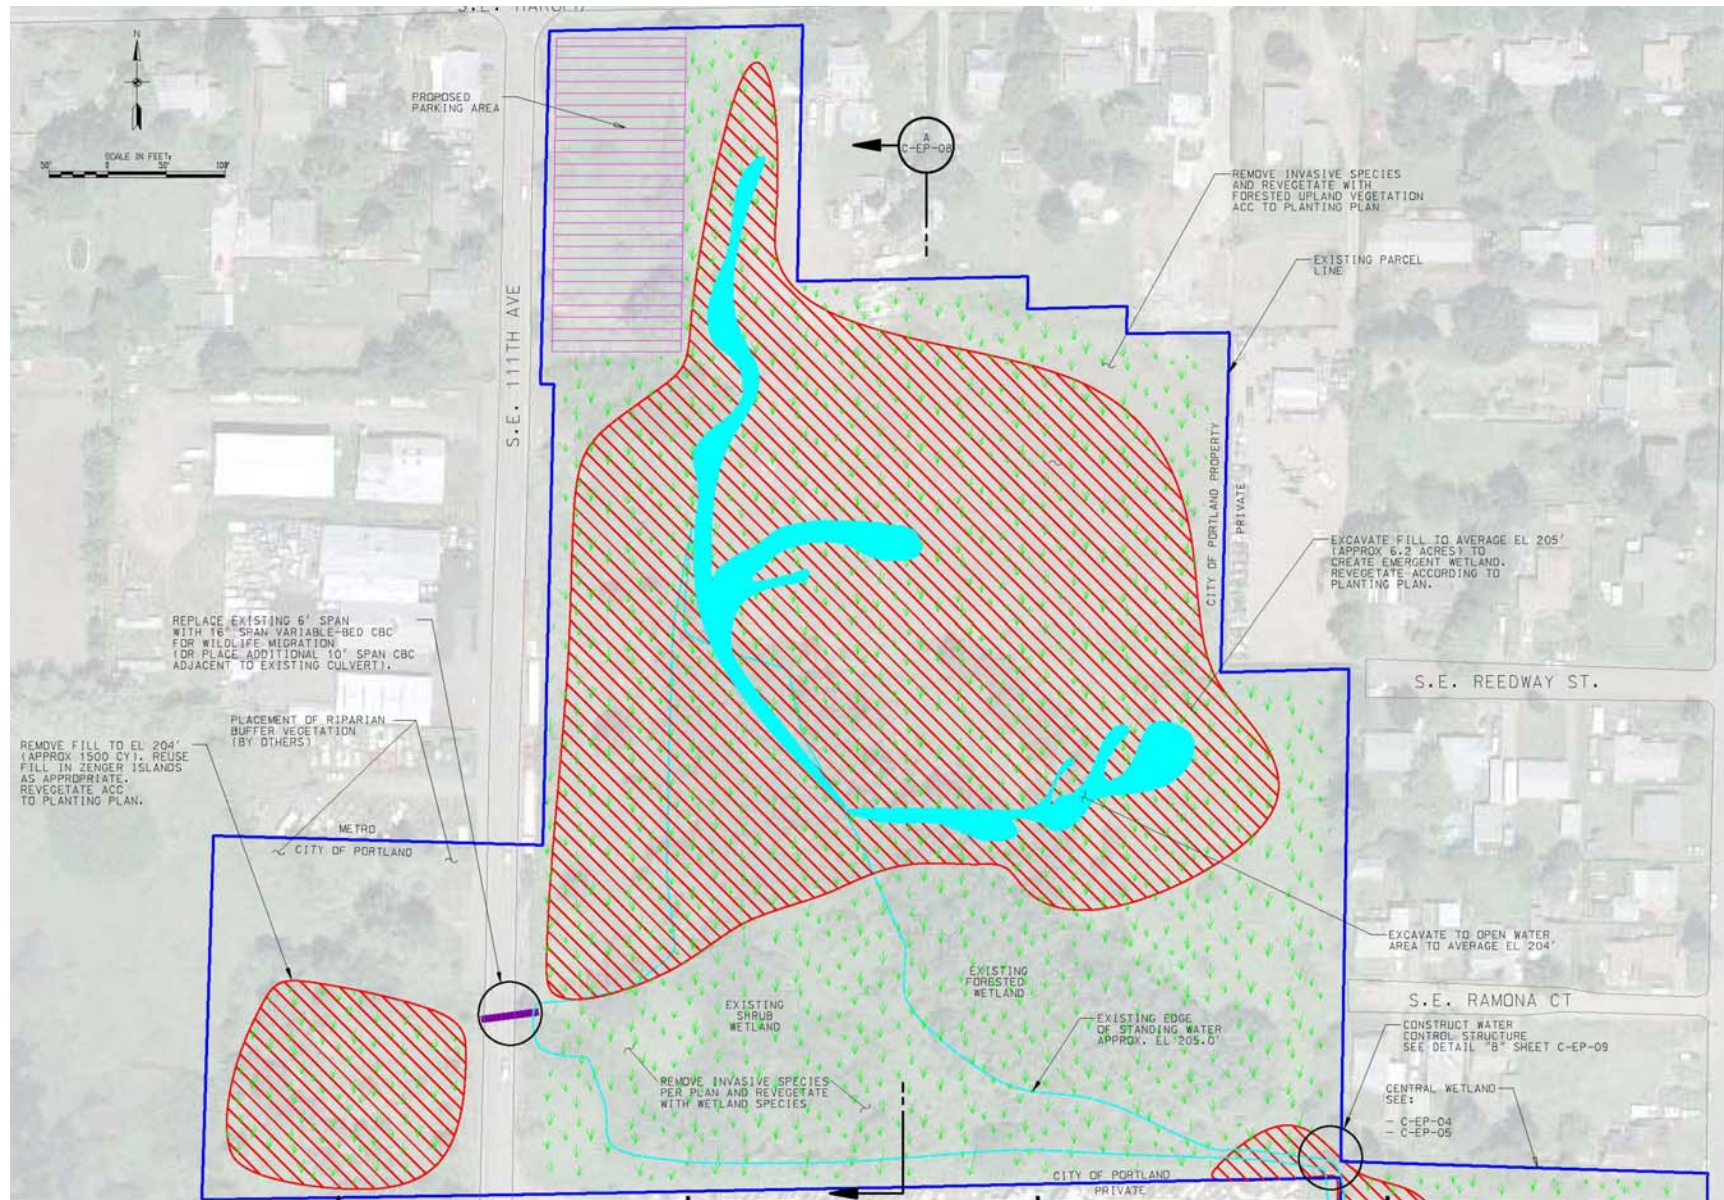 S.E. HAROLD
N
SCALE IN FEET:
50' 0 50' 100'
PROPOSED
PARKING AREA
A
C-EP-08
REMOVE INVASIVE SPECIES
AND REVEGETATE WITH
FORESTED UPLAND VEGETATION
ACC TO PLANTING PLAN
EXISTING PARCEL
LINE
S.E. 111TH AVE
CITY OF PORTLAND PROPERTY
PRIVATE
EXCAVATE FILL TO AVERAGE EL 205'
(APPROX 6.2 ACRES) TO
CREATE EMERGENT WETLAND.
REVEGETATE ACCORDING TO
PLANTING PLAN.
REPLACE EXISTING 6' SPAN
WITH 16' SPAN VARIABLE-BED CBC
FOR WILDLIFE MIGRATION
(OR PLACE ADDITIONAL 10' SPAN CBC
ADJACENT TO EXISTING CULVERT).
S.E. REEDWAY ST.
PLACEMENT OF RIPARIAN
BUFFER VEGETATION
(BY OTHERS)
REMOVE FILL TO EL 204'
(APPROX 1500 CY). REUSE
FILL IN ZENGER ISLANDS
AS APPROPRIATE.
REVEGETATE ACC
TO PLANTING PLAN.
METRO
CITY OF PORTLAND
EXCAVATE TO OPEN WATER
AREA TO AVERAGE EL 204'
EXISTING
FORESTED
WETLAND
EXISTING
SHRUB
WETLAND
S.E. RAMONA CT
EXISTING EDGE
OF STANDING WATER
APPROX. EL 205.0'
CONSTRUCT WATER
CONTROL STRUCTURE
SEE DETAIL "B" SHEET C-EP-09
REMOVE INVASIVE SPECIES
PER PLAN AND REVEGETATE
WITH WETLAND SPECIES
CENTRAL WETLAND
SEE:
- C-EP-04
- C-EP-05
CITY OF PORTLAND
PRIVATE